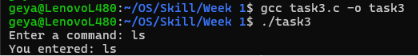 geya@LenovoL480:~/OS/Skill/Week 1$ gcc task3.c -o task3
geya@LenovoL480:~/OS/Skill/Week 1$ ./task3
Enter a command: ls
You entered: ls